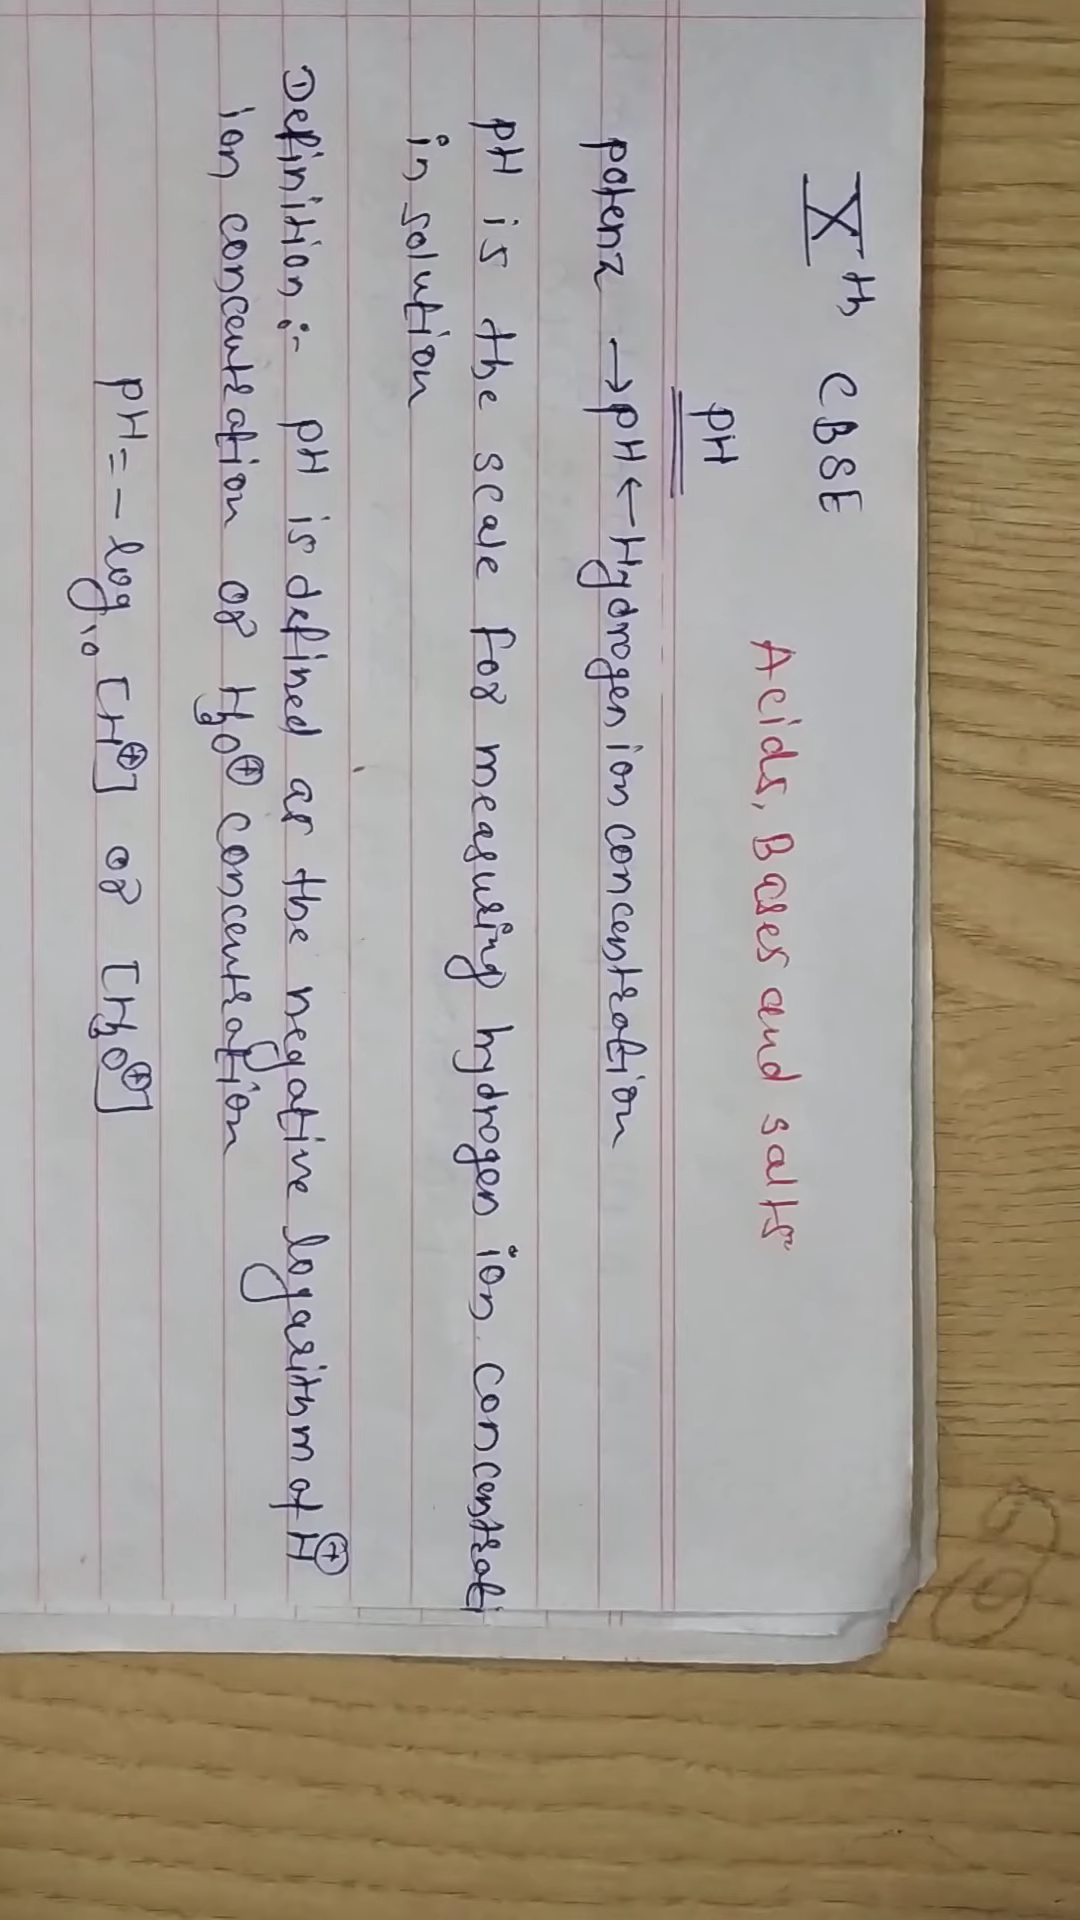 Xth CBSE
Acids, Bases and salts
pH
potenz → pH ← Hydrogen ion concentration
pH is the scale for measuring hydrogen ion concentrati
in solution
Definition :- pH is defined as the negative logarithm of H⊕
ion concentration or H₃O⊕ concentration
pH = - log₁₀ [H⊕] or [H₃O⊕]